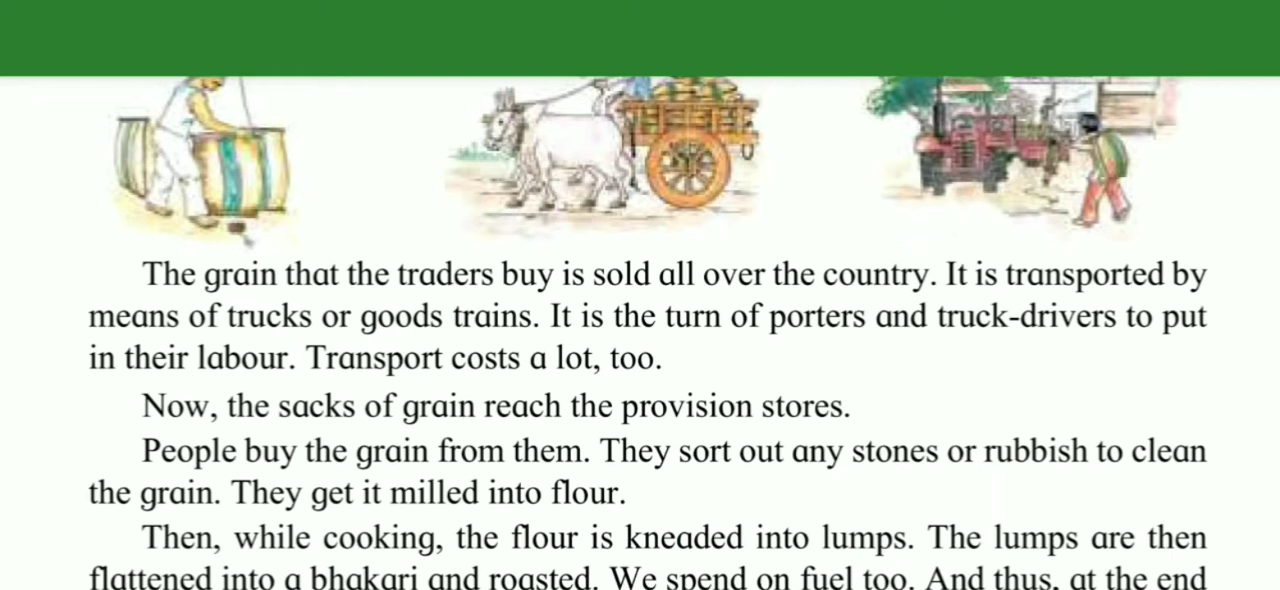 The grain that the traders buy is sold all over the country. It is transported by
means of trucks or goods trains. It is the turn of porters and truck-drivers to put
in their labour. Transport costs a lot, too.
Now, the sacks of grain reach the provision stores.
People buy the grain from them. They sort out any stones or rubbish to clean
the grain. They get it milled into flour.
Then, while cooking, the flour is kneaded into lumps. The lumps are then
flattened into a bhakari and roasted. We spend on fuel too. And thus, at the end